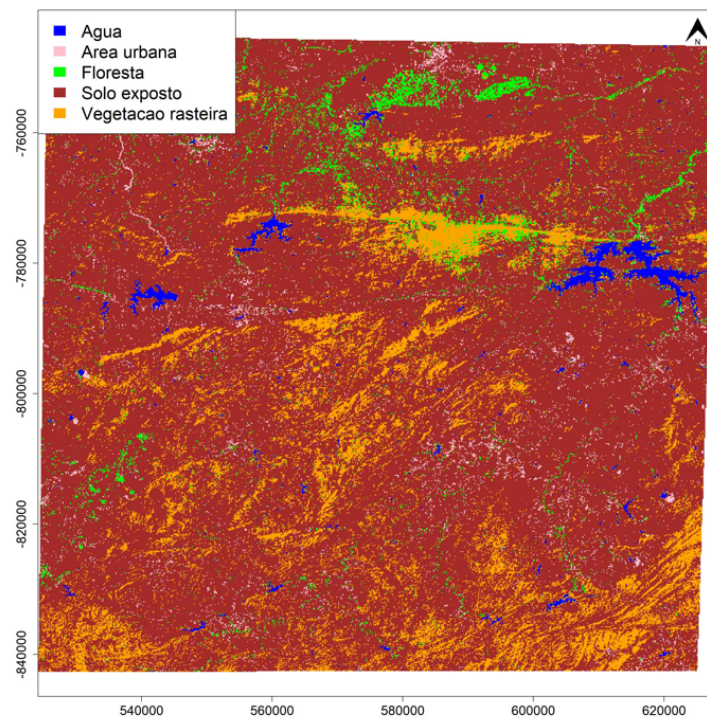 Agua
Area urbana
Floresta
Solo exposto
Vegetacao rasteira
N
-760000
-780000
-800000
-820000
-840000
540000
560000
580000
600000
620000